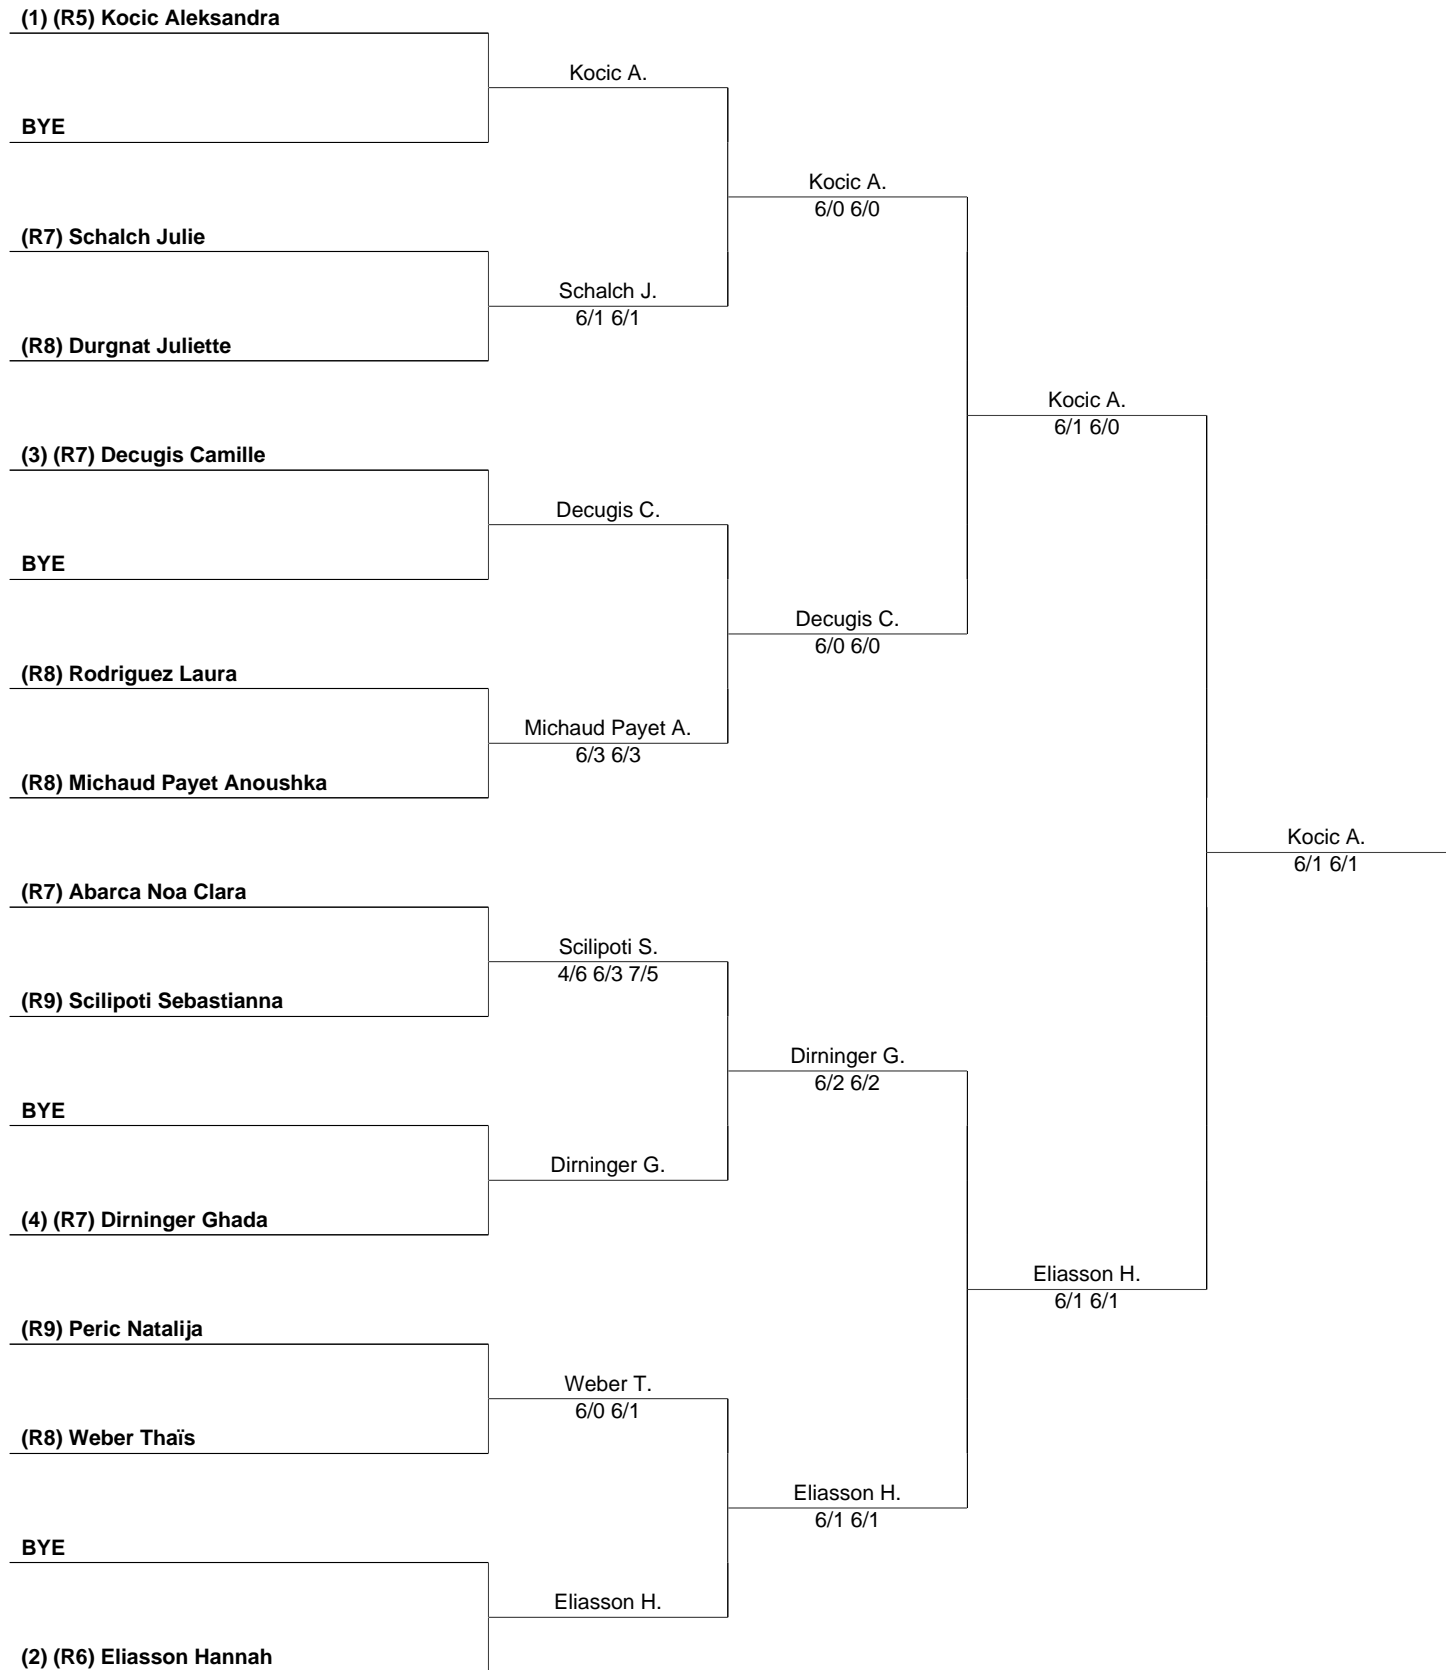 (1) (R5) Kocic Aleksandra
Kocic A.
BYE
Kocic A.
6/0 6/0
(R7) Schalch Julie
Schalch J.
6/1 6/1
(R8) Durgnat Juliette
Kocic A.
6/1 6/0
(3) (R7) Decugis Camille
Decugis C.
BYE
Decugis C.
6/0 6/0
(R8) Rodriguez Laura
Michaud Payet A.
6/3 6/3
(R8) Michaud Payet Anoushka
Kocic A.
6/1 6/1
(R7) Abarca Noa Clara
Scilipoti S.
4/6 6/3 7/5
(R9) Scilipoti Sebastianna
Dirninger G.
6/2 6/2
BYE
Dirninger G.
(4) (R7) Dirninger Ghada
Eliasson H.
6/1 6/1
(R9) Peric Natalija
Weber T.
6/0 6/1
(R8) Weber Thaïs
Eliasson H.
6/1 6/1
BYE
Eliasson H.
(2) (R6) Eliasson Hannah